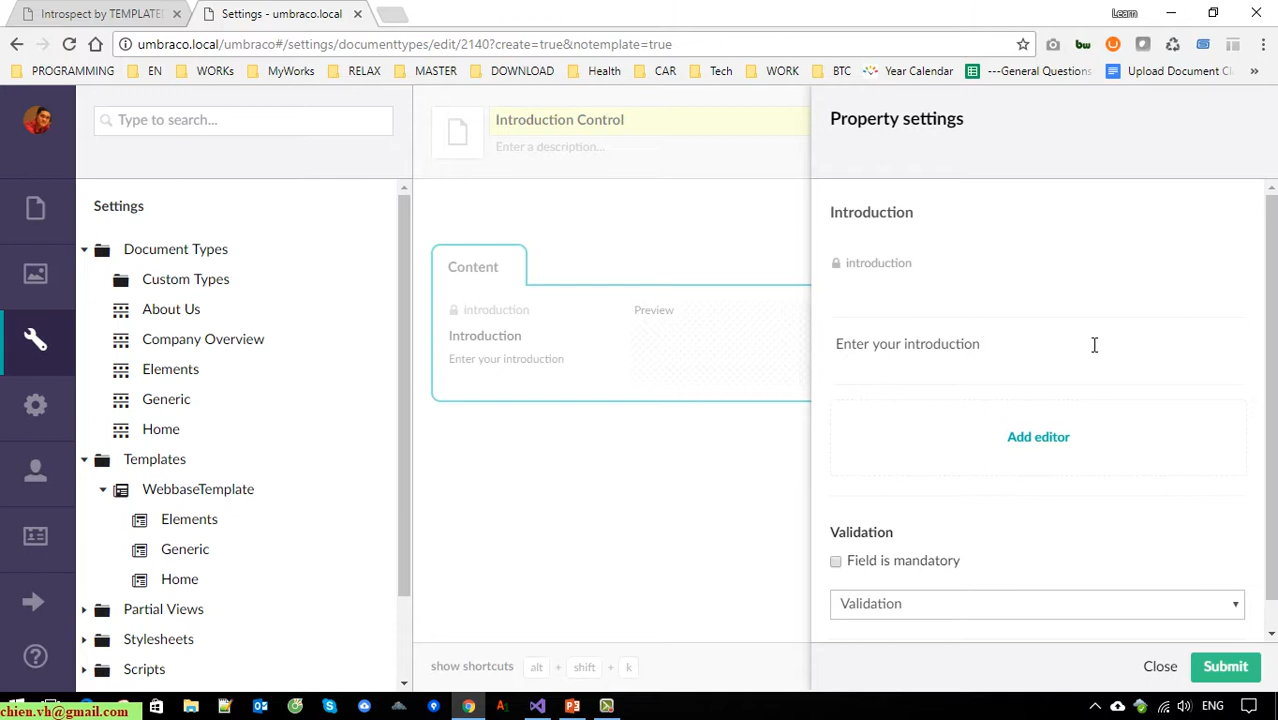 Introspect by TEMPLATE
Settings - umbraco.local
Learn
umbraco.local/umbraco#/settings/documenttypes/edit/2140?create=true&notemplate=true
PROGRAMMING
EN
WORKs
MyWorks
RELAX
MASTER
DOWNLOAD
Health
CAR
Tech
WORK
BTC
Year Calendar
---General Questions
Upload Document
Type to search...
Introduction Control
Enter a description...
Property settings
Settings
Document Types
Custom Types
About Us
Company Overview
Elements
Generic
Home
Templates
WebbaseTemplate
Elements
Generic
Home
Partial Views
Stylesheets
Scripts
Content
introduction
Introduction
Enter your introduction
Preview
Introduction
introduction
Enter your introduction
Add editor
Validation
Field is mandatory
Validation
show shortcuts alt + shift + k
Close
Submit
chien.vh@gmail.com
ENG